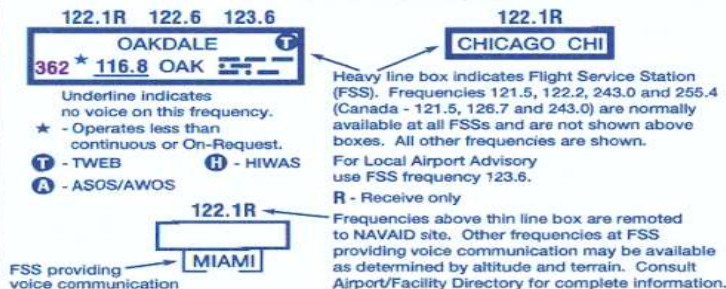 122.1R 122.6 123.6
OAKDALE T
362 ★ 116.8 OAK
Underline indicates
no voice on this frequency.
★ - Operates less than
continuous or On-Request.
T - TWEB H - HIWAS
A - ASOS/AWOS
122.1R
CHICAGO CHI
Heavy line box indicates Flight Service Station
(FSS). Frequencies 121.5, 122.2, 243.0 and 255.4
(Canada - 121.5, 126.7 and 243.0) are normally
available at all FSSs and are not shown above
boxes. All other frequencies are shown.
For Local Airport Advisory
use FSS frequency 123.6.
R - Receive only
122.1R
MIAMI
FSS providing
voice communication
Frequencies above thin line box are remoted
to NAVAID site. Other frequencies at FSS
providing voice communication may be available
as determined by altitude and terrain. Consult
Airport/Facility Directory for complete information.